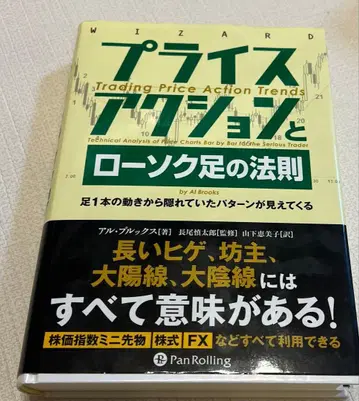 WIZARD
プライス
Trading Price Action Trends
アクションと
Technical Analysis of Price Charts Bar by Bar for the Serious Trader
ローソク足の法則
by Al Brooks
足1本の動きから隠れていたパターンが見えてくる
アル・ブルックス[著] 長尾慎太郎[監修] 山下恵美子[訳]
長いヒゲ、坊主、
大陽線、大陰線には
すべて意味がある!
株価指数ミニ先物 株式 FX などすべて利用できる
PanRolling